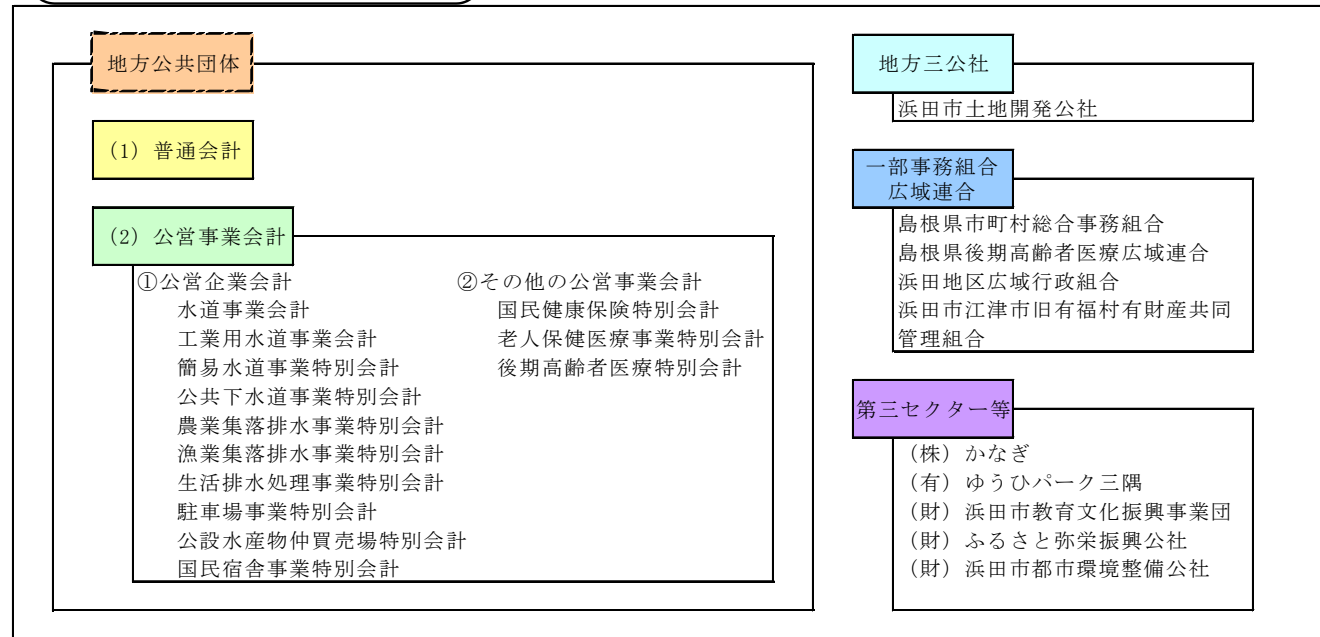 地方公共団体
(1) 普通会計
(2) 公営事業会計
①公営企業会計
水道事業会計
工業用水道事業会計
簡易水道事業特別会計
公共下水道事業特別会計
農業集落排水事業特別会計
漁業集落排水事業特別会計
生活排水処理事業特別会計
駐車場事業特別会計
公設水産物仲買売場特別会計
国民宿舎事業特別会計
②その他の公営事業会計
国民健康保険特別会計
老人保健医療事業特別会計
後期高齢者医療特別会計
地方三公社
浜田市土地開発公社
一部事務組合
広域連合
島根県市町村総合事務組合
島根県後期高齢者医療広域連合
浜田地区広域行政組合
浜田市江津市旧有福村有財産共同
管理組合
第三セクター等
(株) かなぎ
(有) ゆうひパーク三隅
(財) 浜田市教育文化振興事業団
(財) ふるさと弥栄振興公社
(財) 浜田市都市環境整備公社